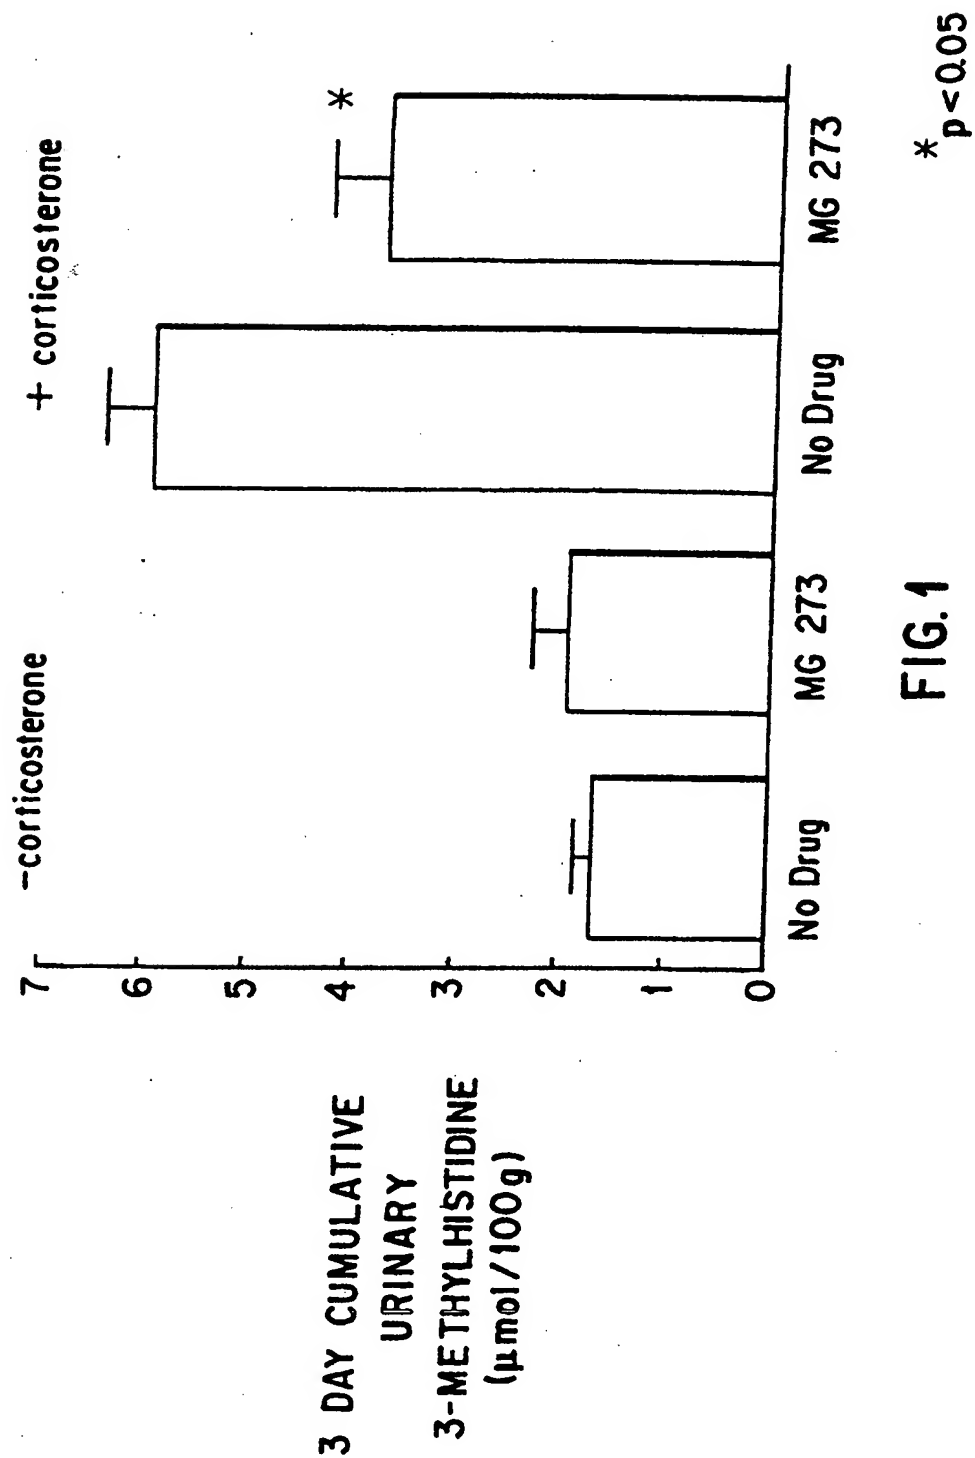 -corticosterone
+ corticosterone
7
6
5
4
3
2
1
0
3 DAY CUMULATIVE
URINARY
3-METHYLHISTIDINE
(μmol/100g)
*
No Drug
MG 273
No Drug
MG 273
* p<0.05
FIG. 1